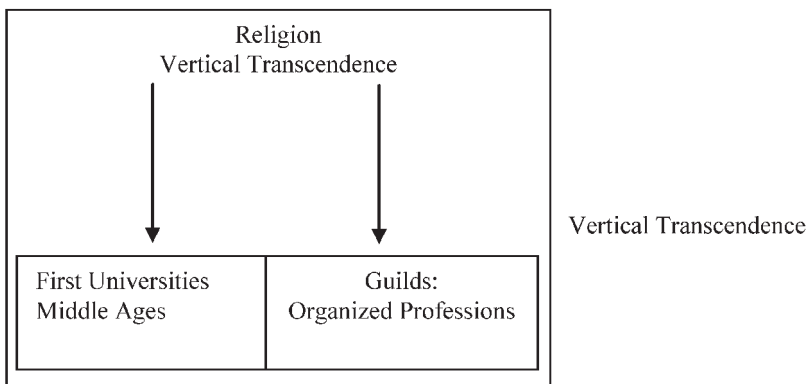 Religion
Vertical Transcendence
Vertical Transcendence
First Universities
Middle Ages
Guilds:
Organized Professions